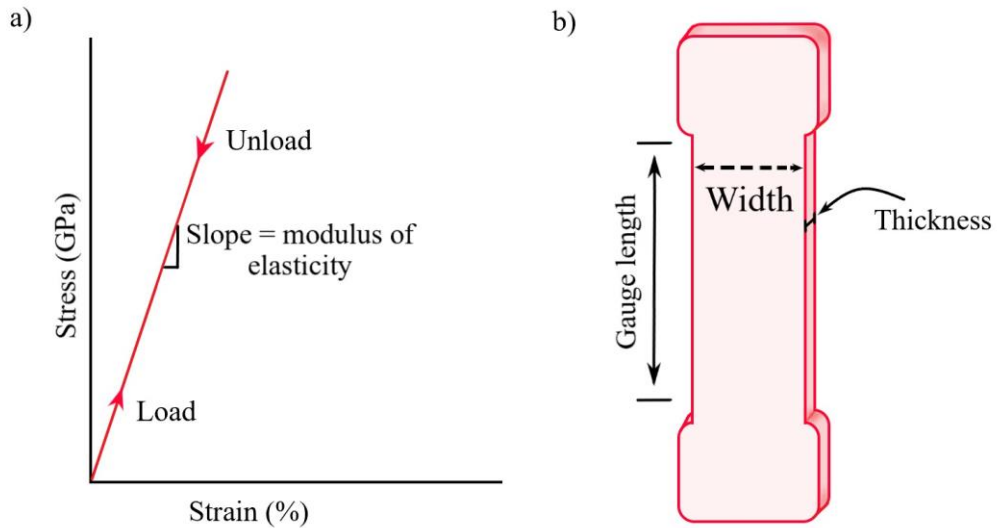 a)
Unload
Slope = modulus of
elasticity
Load
Stress (GPa)
Strain (%)
b)
Width
Thickness
Gauge length